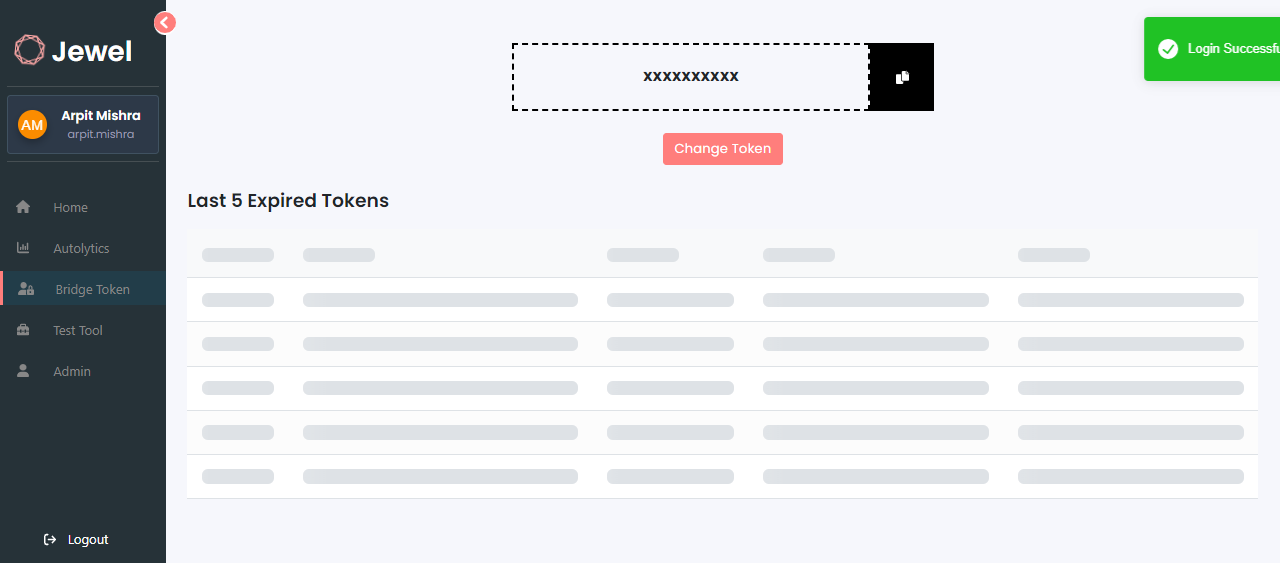 Jewel
AM
Arpit Mishra
arpit.mishra
Home
Autolytics
Bridge Token
Test Tool
Admin
Logout
xxxxxxxxxx
Change Token
Last 5 Expired Tokens
Login Successfu